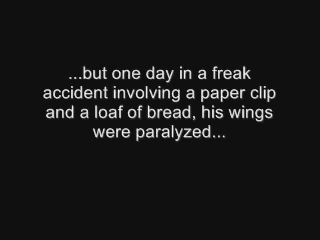 ...but one day in a freak
accident involving a paper clip
and a loaf of bread, his wings
were paralyzed...